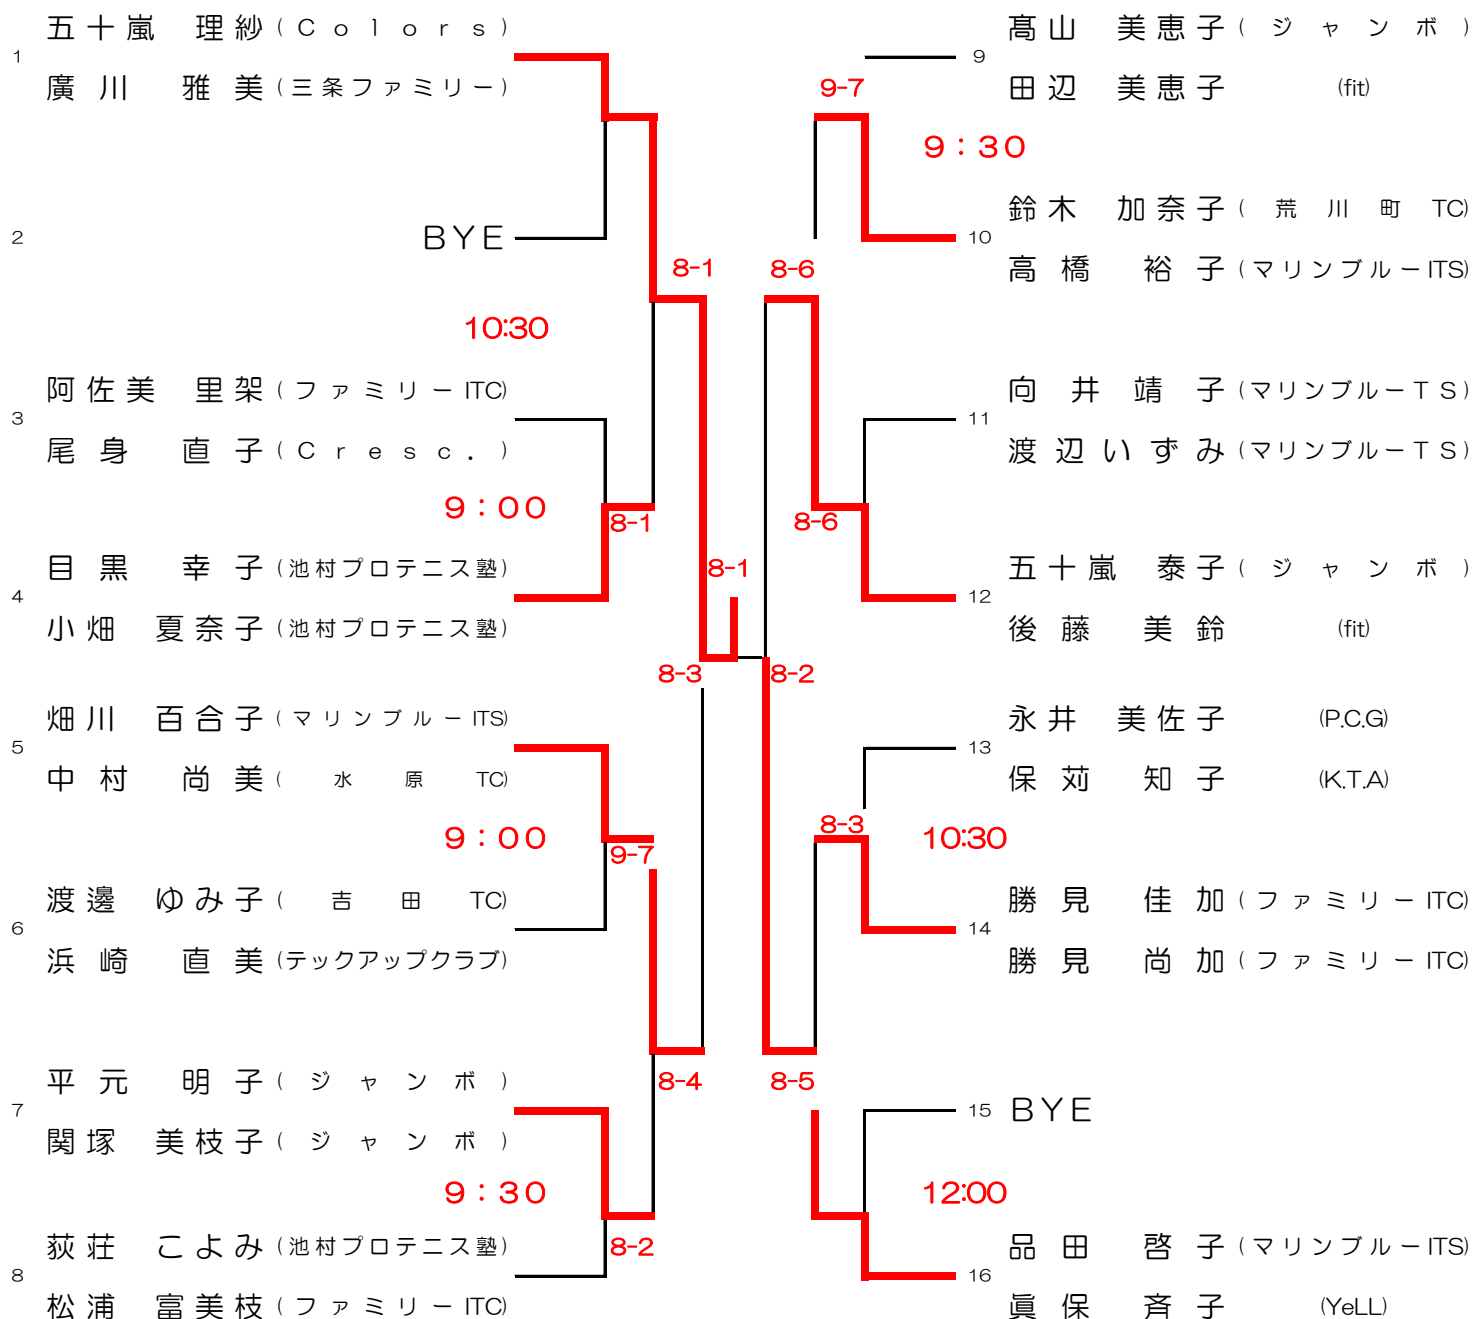 1
五十嵐 理紗 (Colors)
廣川 雅美 (三条ファミリー)
2
BYE
10:30
3
阿佐美 里架 (ファミリーITC)
尾身 直子 (Cresc.)
9：00
8-1
4
目黒 幸子 (池村プロテニス塾)
小畑 夏奈子 (池村プロテニス塾)
5
畑川 百合子 (マリンブルーITS)
中村 尚美 (水原TC)
9：00
9-7
6
渡邊 ゆみ子 (吉田TC)
浜崎 直美 (テックアップクラブ)
7
平元 明子 (ジャンボ)
関塚 美枝子 (ジャンボ)
9：30
8-2
8
荻荘 こよみ (池村プロテニス塾)
松浦 富美枝 (ファミリーITC)
8-1
8-3
8-4
8-1
8-6
8-2
8-5
9
髙山 美恵子 (ジャンボ)
田辺 美恵子 (fit)
9-7
9：30
10
鈴木 加奈子 (荒川町TC)
高橋 裕子 (マリンブルーITS)
11
向井 靖子 (マリンブルーTS)
渡辺いずみ (マリンブルーTS)
8-6
12
五十嵐 泰子 (ジャンボ)
後藤 美鈴 (fit)
13
永井 美佐子 (P.C.G)
保苅 知子 (K.T.A)
8-3
10:30
14
勝見 佳加 (ファミリーITC)
勝見 尚加 (ファミリーITC)
15
BYE
12:00
16
品田 啓子 (マリンブルーITS)
眞保 斉子 (YeLL)